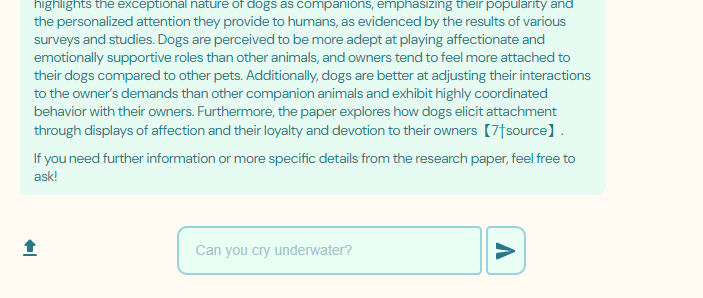 highlights the exceptional nature of dogs as companions, emphasizing their popularity and
the personalized attention they provide to humans, as evidenced by the results of various
surveys and studies. Dogs are perceived to be more adept at playing affectionate and
emotionally supportive roles than other animals, and owners tend to feel more attached to
their dogs compared to other pets. Additionally, dogs are better at adjusting their interactions
to the owner's demands than other companion animals and exhibit highly coordinated
behavior with their owners. Furthermore, the paper explores how dogs elicit attachment
through displays of affection and their loyalty and devotion to their owners【7†source】.
If you need further information or more specific details from the research paper, feel free to
ask!
Can you cry underwater?